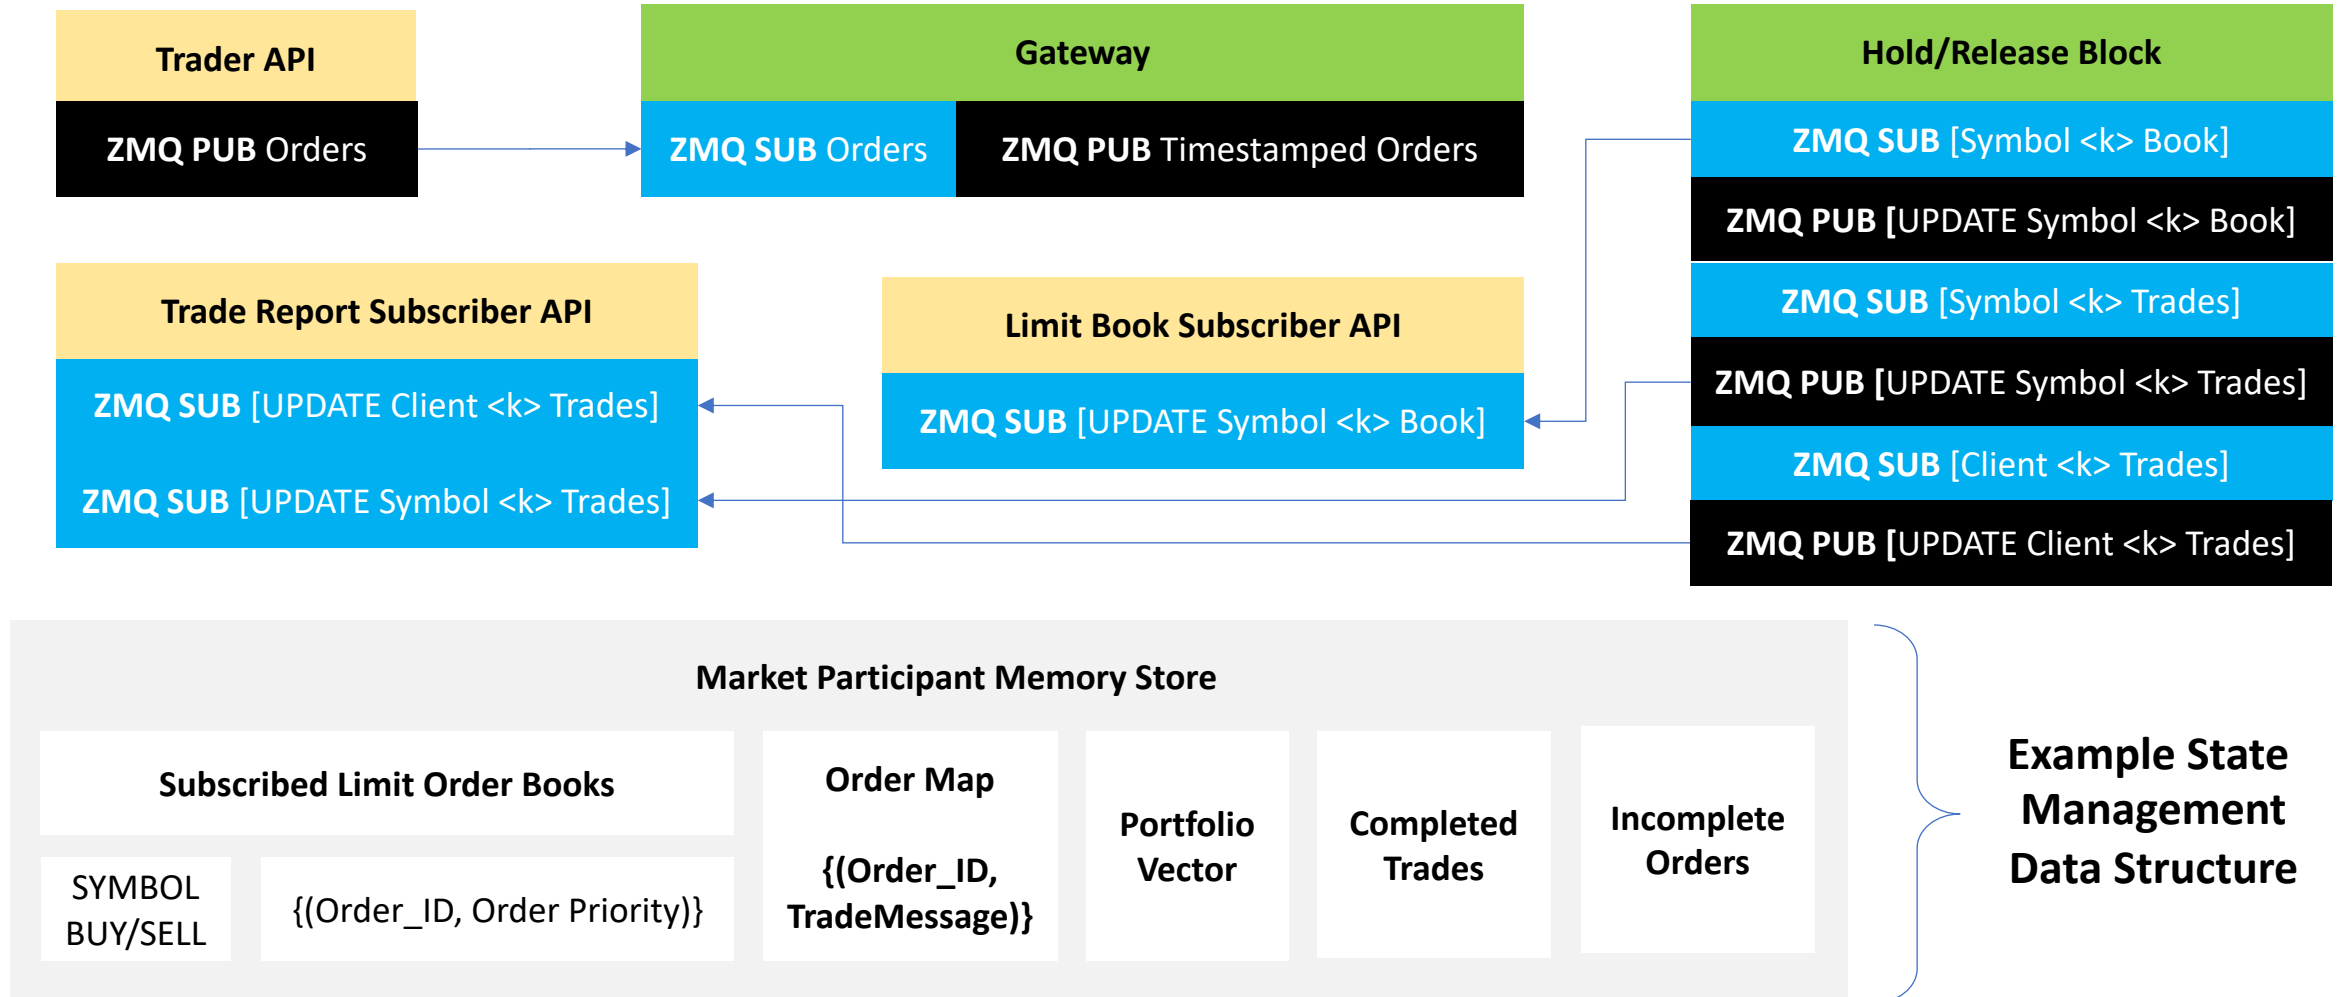 Trader API
ZMQ PUB Orders
Gateway
ZMQ SUB Orders
ZMQ PUB Timestamped Orders
Hold/Release Block
ZMQ SUB [Symbol <k> Book]
ZMQ PUB [UPDATE Symbol <k> Book]
ZMQ SUB [Symbol <k> Trades]
ZMQ PUB [UPDATE Symbol <k> Trades]
ZMQ SUB [Client <k> Trades]
ZMQ PUB [UPDATE Client <k> Trades]
Trade Report Subscriber API
ZMQ SUB [UPDATE Client <k> Trades]
ZMQ SUB [UPDATE Symbol <k> Trades]
Limit Book Subscriber API
ZMQ SUB [UPDATE Symbol <k> Book]
Market Participant Memory Store
Subscribed Limit Order Books
SYMBOL
BUY/SELL
{(Order_ID, Order Priority)}
Order Map
{(Order_ID,
TradeMessage)}
Portfolio
Vector
Completed
Trades
Incomplete
Orders
Example State
Management
Data Structure